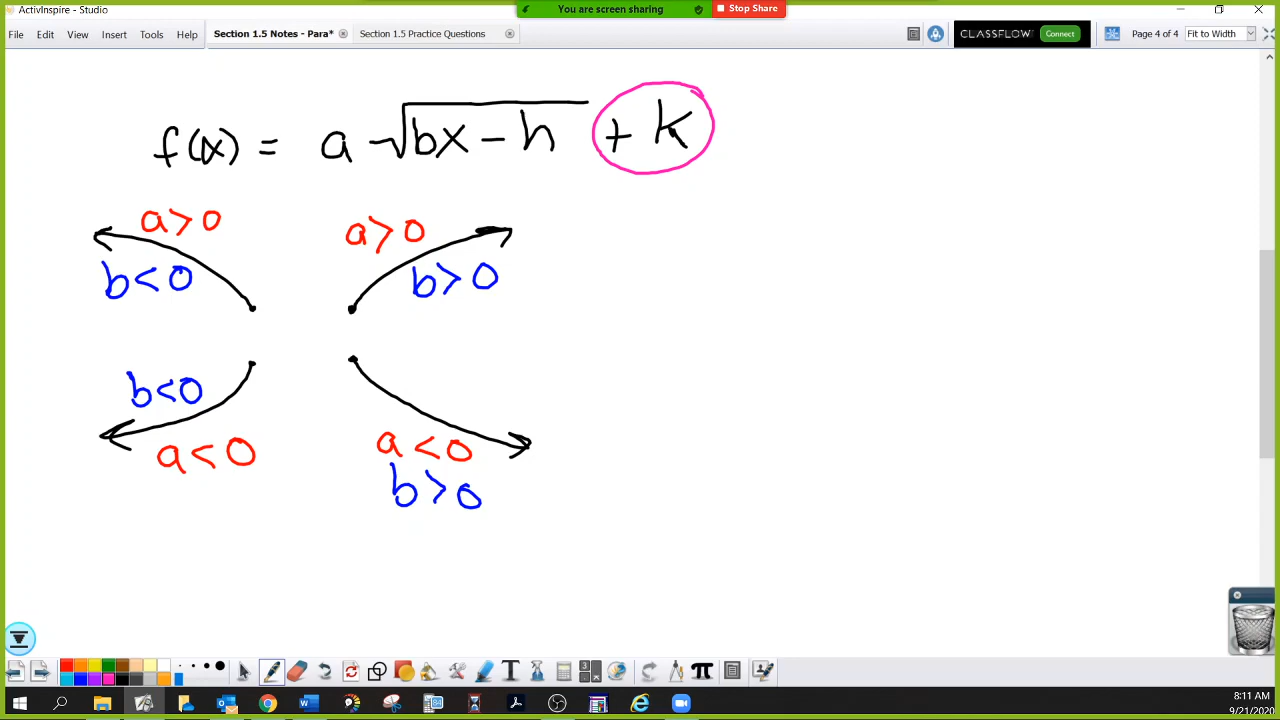 ActivInspire - Studio
You are screen sharing
Stop Share
File Edit View Insert Tools Help
Section 1.5 Notes - Para*
Section 1.5 Practice Questions
CLASSFLOW Connect
Page 4 of 4
Fit to Width
f(x) = a √(bx - h) + k
a > 0
b < 0
a > 0
b > 0
b < 0
a < 0
a < 0
b > 0
8:11 AM
9/21/2020